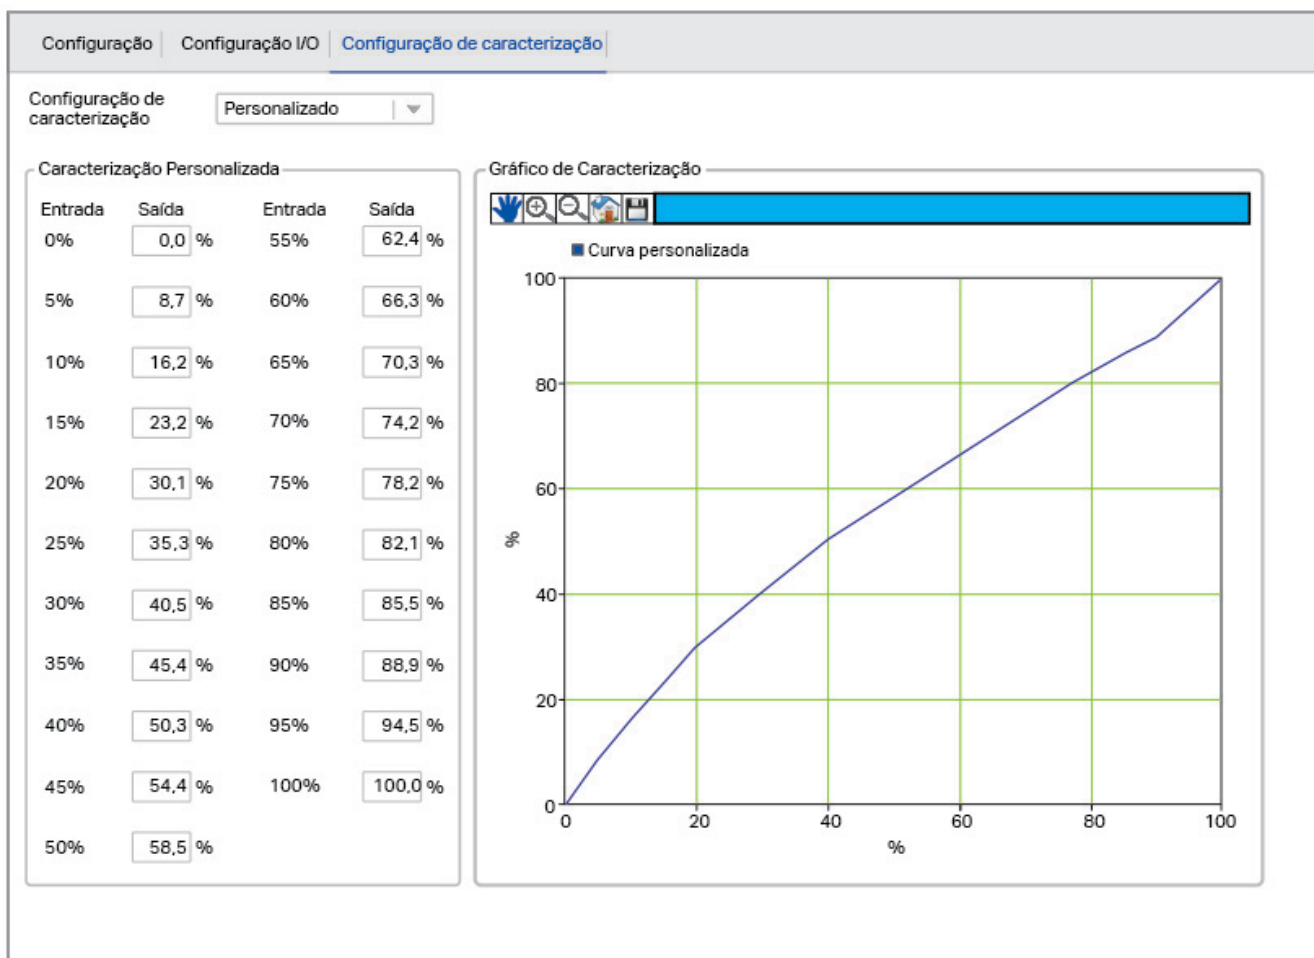 Configuração Configuração I/O Configuração de caracterização
Configuração de
caracterização
Personalizado
Caracterização Personalizada
Entrada Saída Entrada Saída
0% 0,0 % 55% 62,4 %
5% 8,7 % 60% 66,3 %
10% 16,2 % 65% 70,3 %
15% 23,2 % 70% 74,2 %
20% 30,1 % 75% 78,2 %
25% 35,3 % 80% 82,1 %
30% 40,5 % 85% 85,5 %
35% 45,4 % 90% 88,9 %
40% 50,3 % 95% 94,5 %
45% 54,4 % 100% 100,0 %
50% 58,5 %
Gráfico de Caracterização
Curva personalizada
100
80
60
%
40
20
0
0 20 40 60 80 100
%